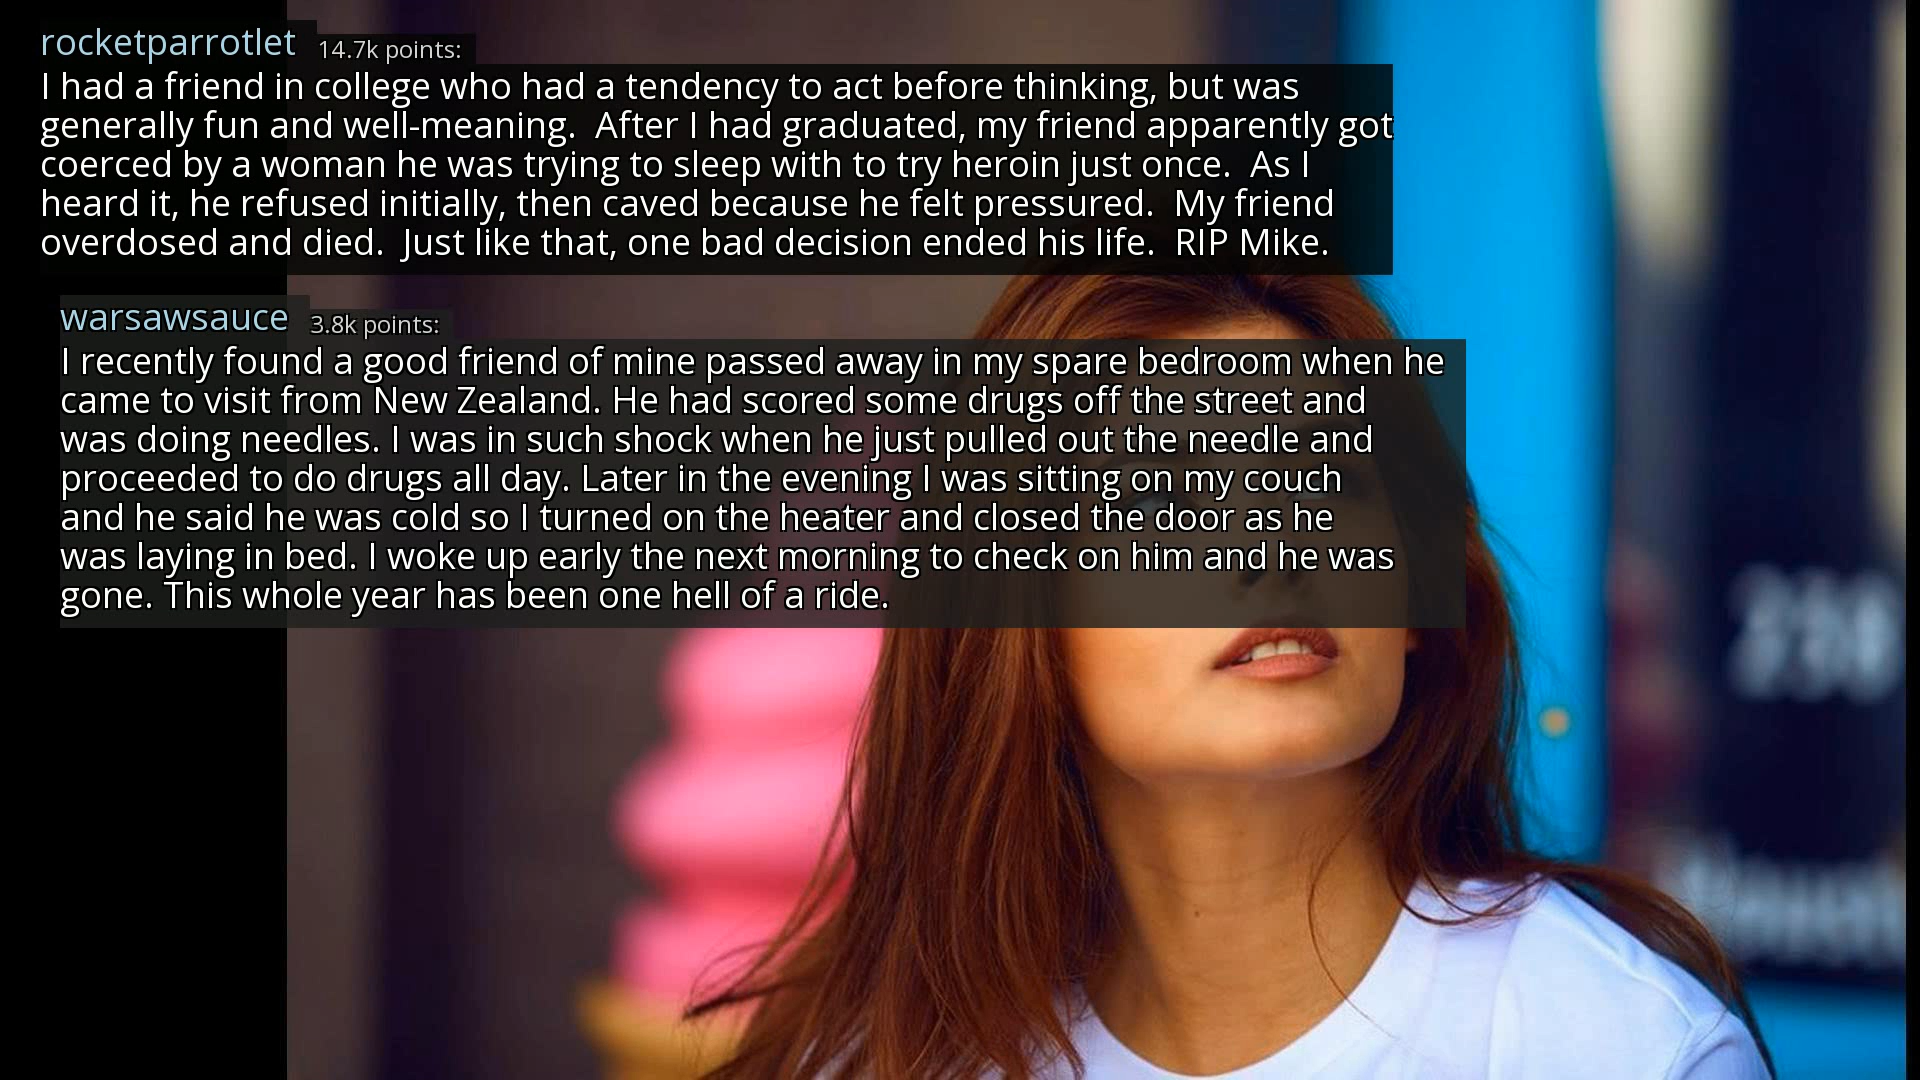 rocketparrotlet 14.7k points:
I had a friend in college who had a tendency to act before thinking, but was
generally fun and well-meaning.  After I had graduated, my friend apparently got
coerced by a woman he was trying to sleep with to try heroin just once.  As I
heard it, he refused initially, then caved because he felt pressured.  My friend
overdosed and died.  Just like that, one bad decision ended his life.  RIP Mike.
warsawsauce 3.8k points:
I recently found a good friend of mine passed away in my spare bedroom when he
came to visit from New Zealand. He had scored some drugs off the street and
was doing needles. I was in such shock when he just pulled out the needle and
proceeded to do drugs all day. Later in the evening I was sitting on my couch
and he said he was cold so I turned on the heater and closed the door as he
was laying in bed. I woke up early the next morning to check on him and he was
gone. This whole year has been one hell of a ride.